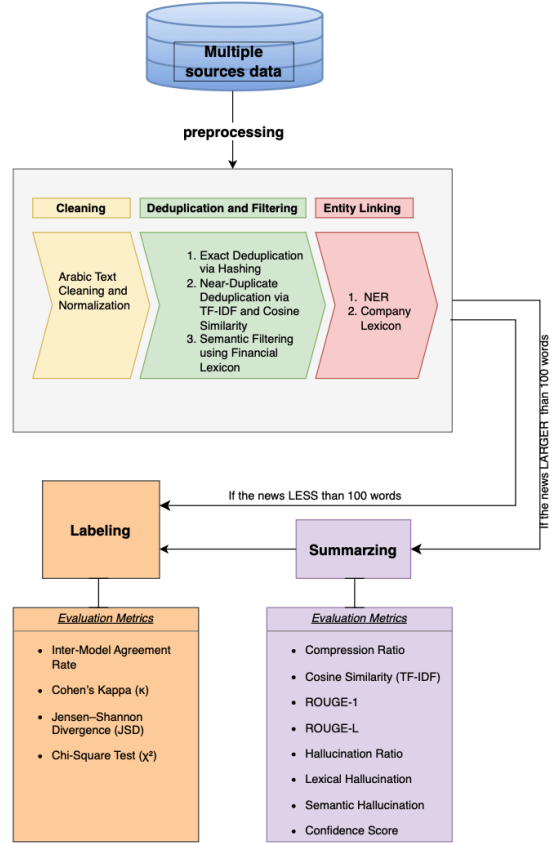 Multiple
sources data
preprocessing
Cleaning
Deduplication and Filtering
Entity Linking
Arabic Text
Cleaning and
Normalization
1. Exact Deduplication
via Hashing
2. Near-Duplicate
Deduplication via
TF-IDF and Cosine
Similarity
3. Semantic Filtering
using Financial
Lexicon
1. NER
2. Company
Lexicon
If the news LARGER than 100 words
If the news LESS than 100 words
Labeling
Summarzing
Evaluation Metrics
• Inter-Model Agreement
Rate
• Cohen's Kappa (κ)
• Jensen–Shannon
Divergence (JSD)
• Chi-Square Test (χ²)
Evaluation Metrics
• Compression Ratio
• Cosine Similarity (TF-IDF)
• ROUGE-1
• ROUGE-L
• Hallucination Ratio
• Lexical Hallucination
• Semantic Hallucination
• Confidence Score